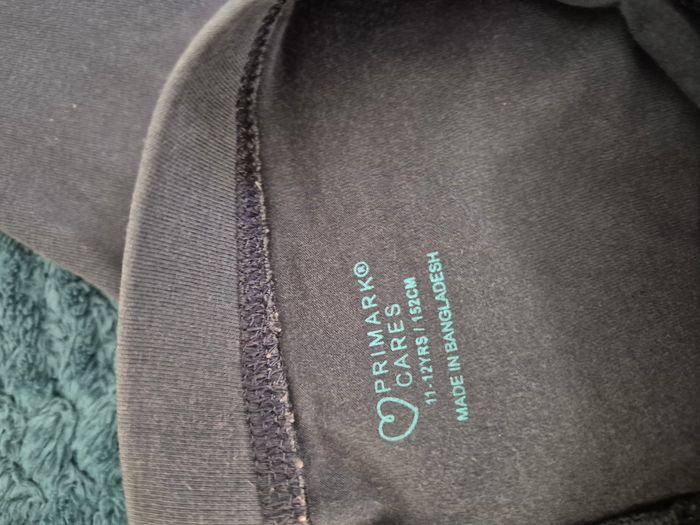 PRIMARK®
CARES
11-12YRS / 152CM
MADE IN BANGLADESH